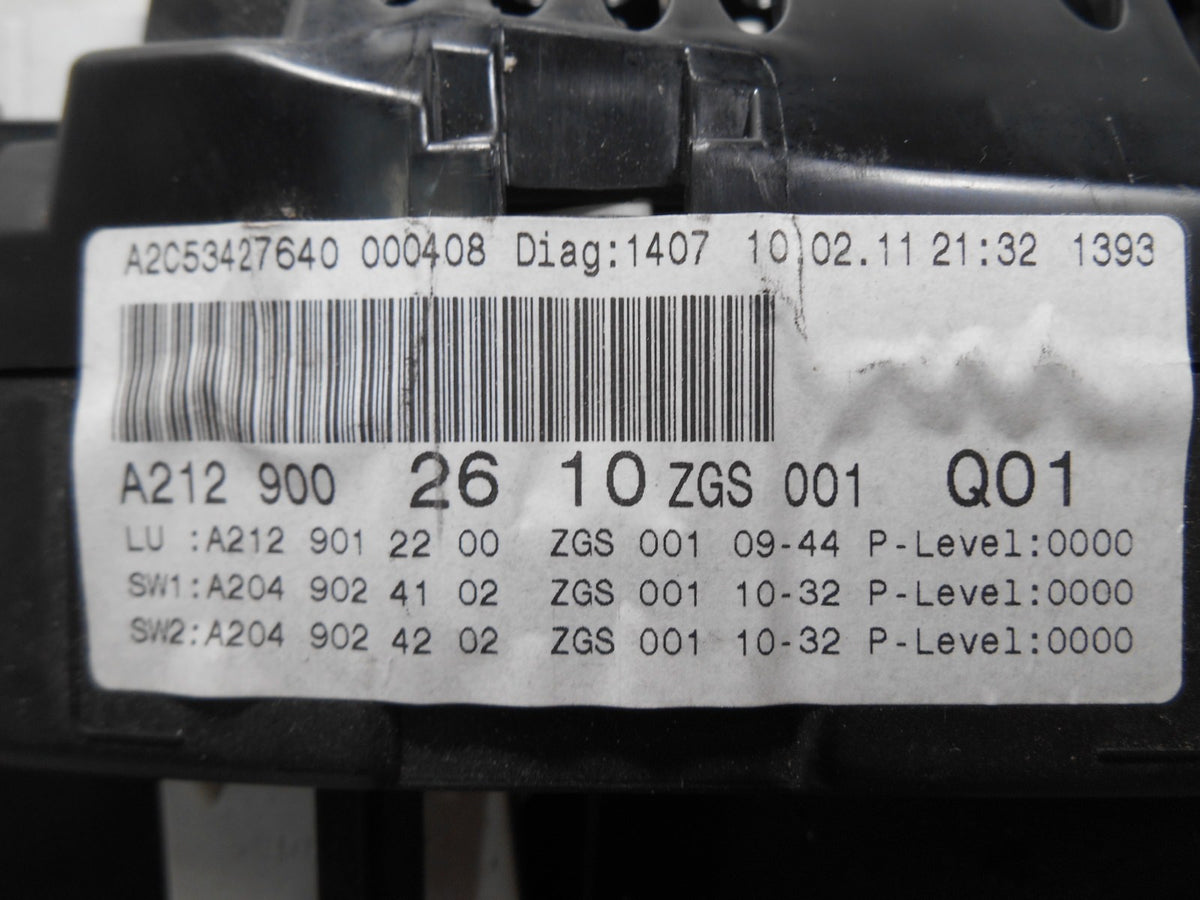 A2C53427640 000408 Diag:1407 10.02.11 21:32 1393
A212 900 26 10 ZGS 001 Q01
LU :A212 901 22 00 ZGS 001 09-44 P-Level:0000
SW1:A204 902 41 02 ZGS 001 10-32 P-Level:0000
SW2:A204 902 42 02 ZGS 001 10-32 P-Level:0000